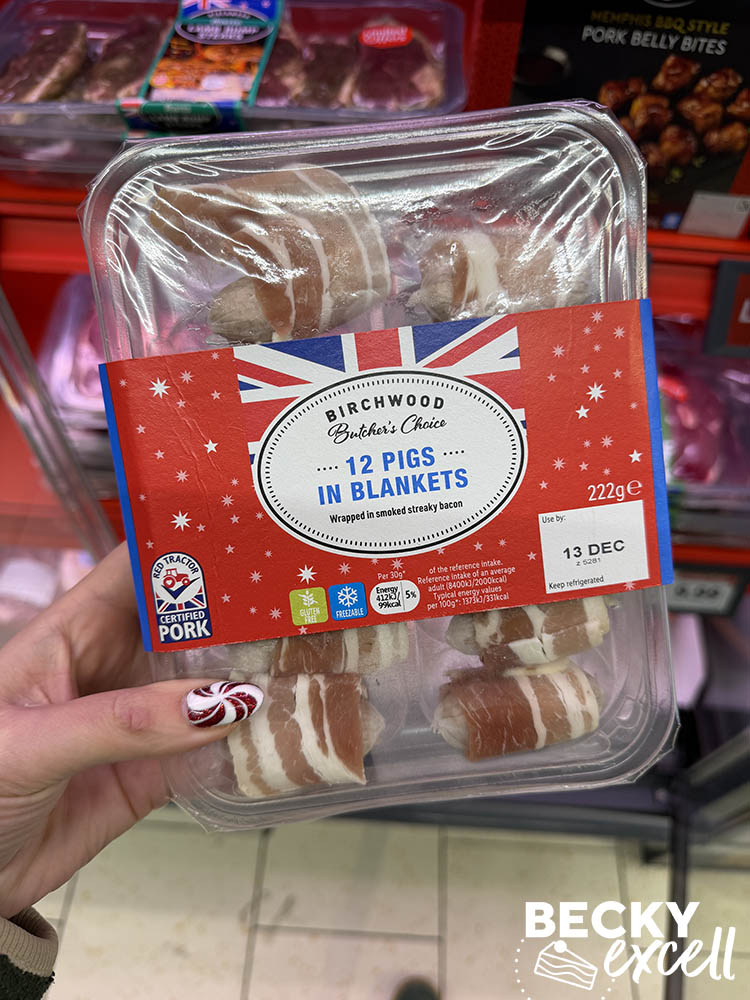 MEMPHIS BBQ STYLE
PORK BELLY BITES
BIRCHWOOD
Butcher's Choice
12 PIGS
IN BLANKETS
Wrapped in smoked streaky bacon
222g e
Use by:
13 DEC
z 5281
Keep refrigerated
RED TRACTOR
CERTIFIED
PORK
GLUTEN
FREE
FREEZABLE
Per 30g*
Energy
412kJ/
99kcal
5%
of the reference intake.
Reference intake of an average
adult (8400kJ/2000kcal)
Typical energy values
per 100g*: 1373kJ/331kcal
BECKY
excell